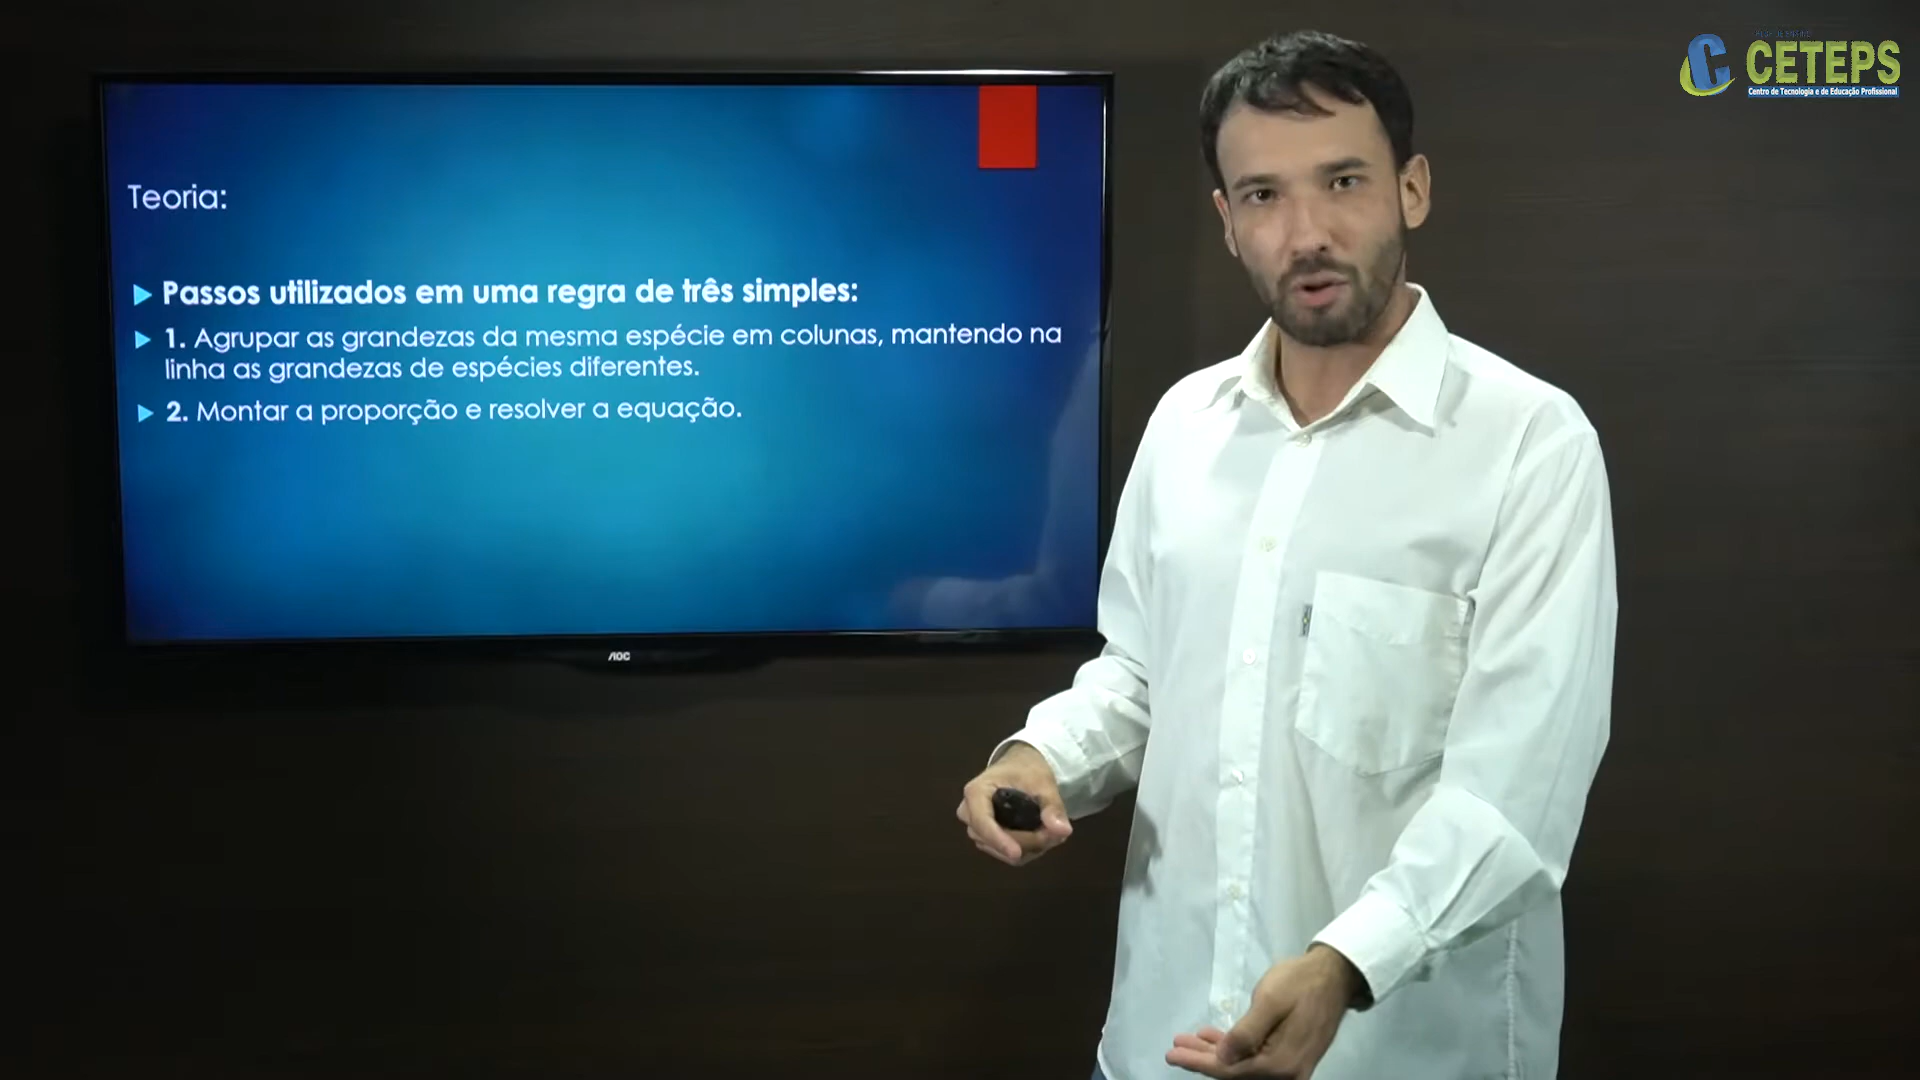 CETEPS
Centro de Tecnologia e de Educação Profissional
Teoria:
Passos utilizados em uma regra de três simples:
1. Agrupar as grandezas da mesma espécie em colunas, mantendo na
linha as grandezas de espécies diferentes.
2. Montar a proporção e resolver a equação.
AOC